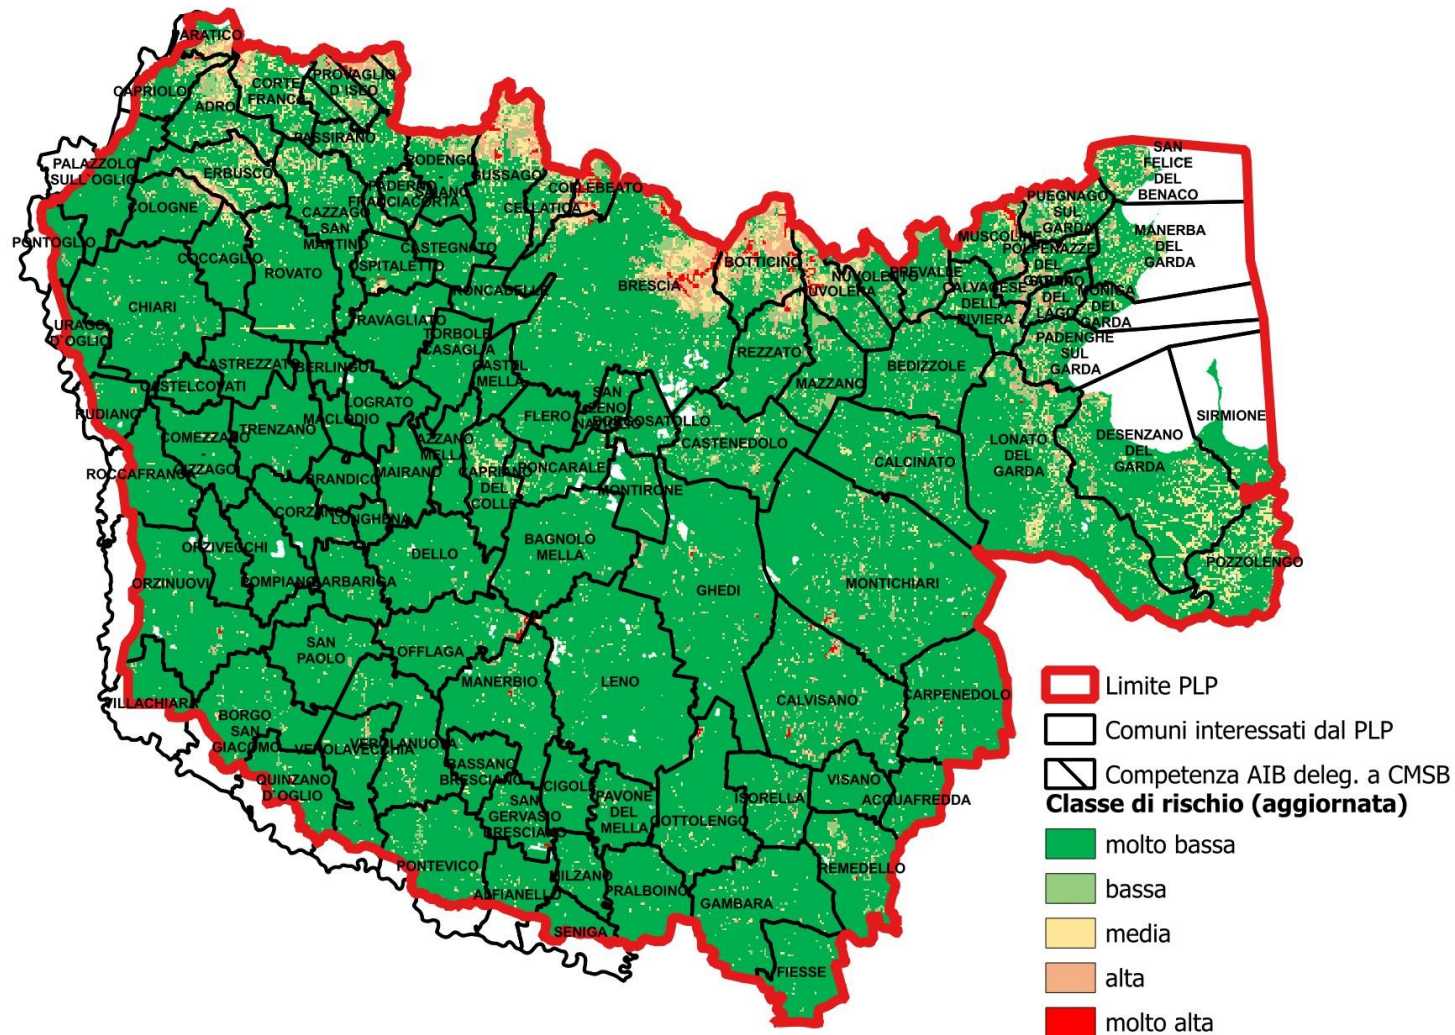 PARATICO
CAPRIOLO
ADRO
CORTE
FRANCA
PROVAGLIO
D'ISEO
PASSIRANO
PALAZZOLO
SULL'OGLIO
ERBUSCO
COLOGNE
CAZZAGO
SAN
MARTINO
PADERNO
FRANCIACORTA
RODENGO
SAIANO
GUSSAGO
CELLATICA
COLLEBEATO
CASTEGNATO
OSPITALETTO
RONCADELLE
PONTOGLIO
COCCAGLIO
ROVATO
CHIARI
URAGO
D'OGLIO
TRAVAGLIATO
TORBOLE
CASAGLIA
CASTEL
MELLA
BRESCIA
BOTTICINO
NUVOLENTO
NUVOLERA
PREVALLE
REZZATO
MAZZANO
BEDIZZOLE
MUSCOLINE
CALVAGESE
DELLA
RIVIERA
POLPENAZZE
DEL
PUEGNAGO
SUL
GARDA
SAN
FELICE
DEL
BENACO
MANERBA
DEL
GARDA
DEL
LAGO
MONIGA
DEL
GARDA
PADENGHE
SUL
GARDA
SIRMIONE
DESENZANO
DEL
GARDA
LONATO
DEL
GARDA
POZZOLENGO
CASTREZZATO
CASTELCOVATI
BERLINGO
RUDIANO
LOGRATO
MACLODIO
TRENZANO
COMEZZANO
CIZZAGO
ROCCAFRANCA
BRANDICO
MAIRANO
AZZANO
MELLA
CAPRIANO
DEL
COLLE
FLERO
SAN
ZENO
NAVIGLIO
BORGOSATOLLO
PONCARALE
MONTIRONE
CASTENEDOLO
CALCINATO
CORZANO
LONGHENA
ORZIVECCHI
ORZINUOVI
POMPIANO
BARBARIGA
DELLO
BAGNOLO
MELLA
GHEDI
MONTICHIARI
SAN
PAOLO
OFFLAGA
MANERBIO
LENO
CALVISANO
CARPENEDOLO
VILLACHIARA
BORGO
SAN
GIACOMO
VEROLAVECCHIA
VEROLANUOVA
QUINZANO
D'OGLIO
BASSANO
BRESCIANO
CIGOLE
SAN
GERVASIO
BRESCIANO
PAVONE
DEL
MELLA
GOTTOLENGO
ISORELLA
VISANO
ACQUAFREDDA
REMEDELLO
PONTEVICO
ALFIANELLO
MILZANO
PRALBOINO
GAMBARA
SENIGA
FIESSE
Limite PLP
Comuni interessati dal PLP
Competenza AIB deleg. a CMSB
Classe di rischio (aggiornata)
molto bassa
bassa
media
alta
molto alta